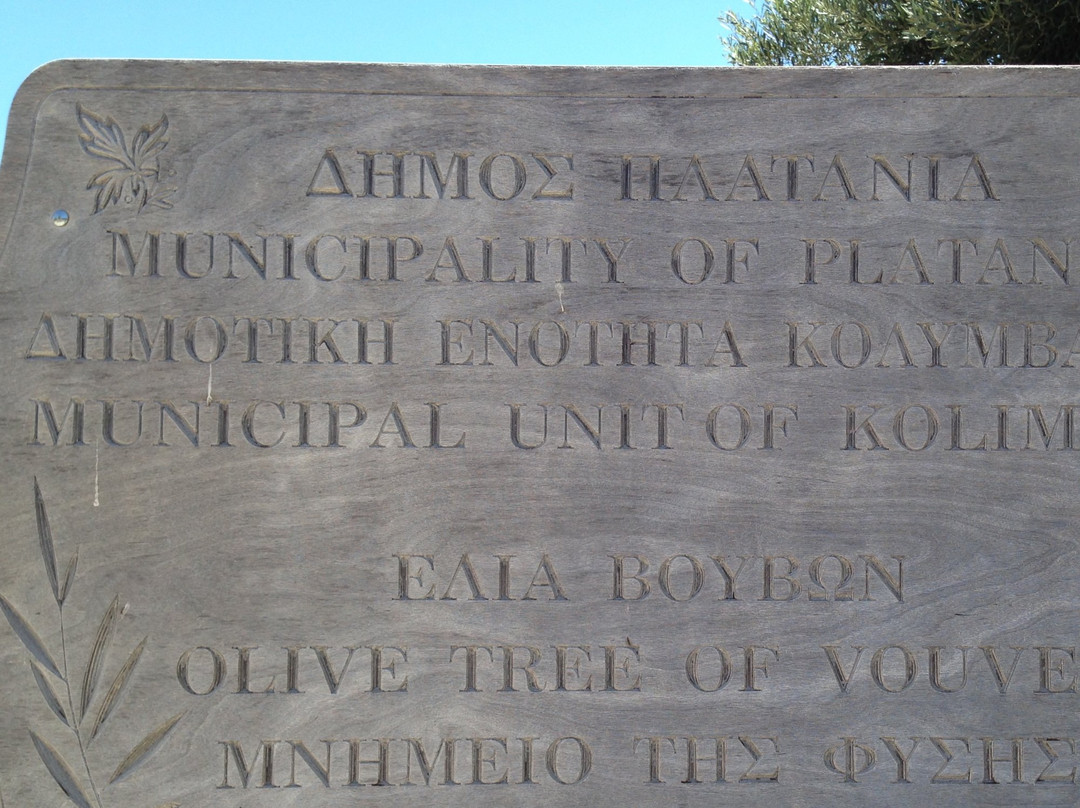 ΔΗΜΟΣ ΠΛΑΤΑΝΙΑ
MUNICIPALITY OF PLATAN
ΔΗΜΟΤΙΚΗ ΕΝΟΤΗΤΑ ΚΟΛΥΜΒΑ
MUNICIPAL UNIT OF KOLIM
ΕΛΙΑ ΒΟΥΒΩΝ
OLIVE TREE OF VOUVE
ΜΝΗΜΕΙΟ ΤΗΣ ΦΥΣΗΣ